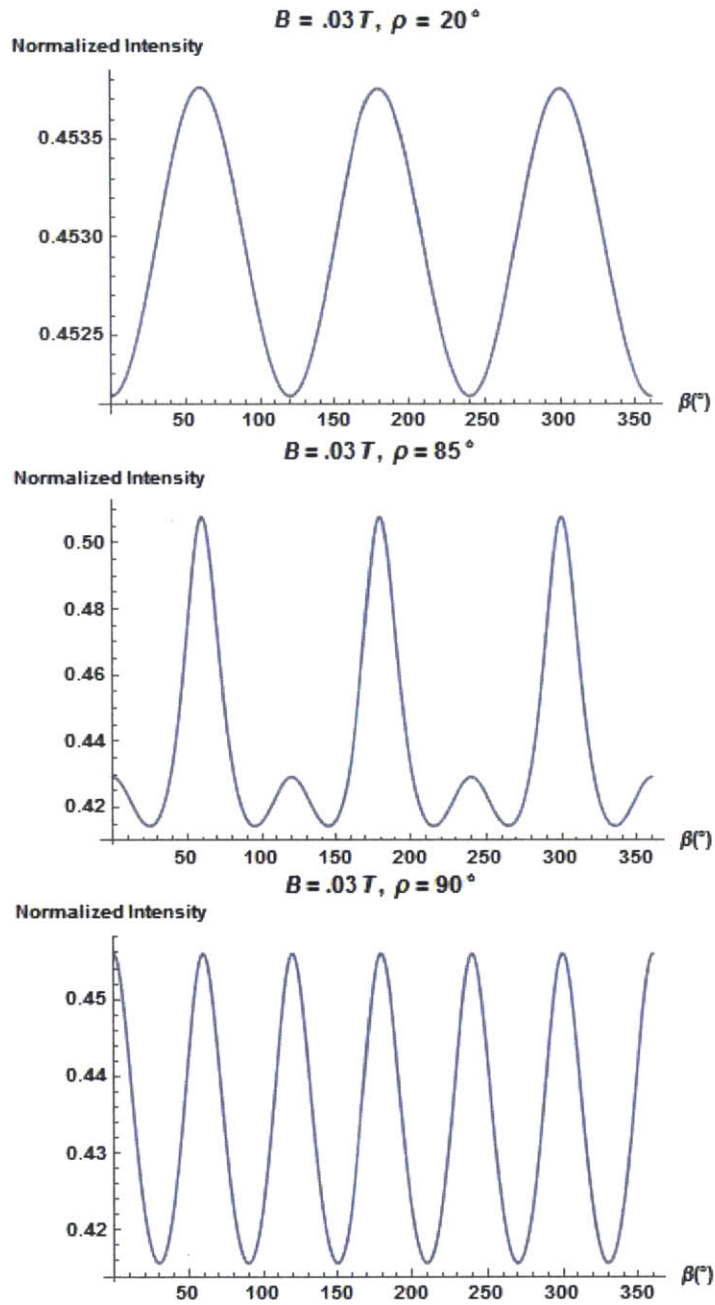 B = .03 T, ρ = 20°
Normalized Intensity
0.4535
0.4530
0.4525
50 100 150 200 250 300 350
β(°)
B = .03 T, ρ = 85°
Normalized Intensity
0.50
0.48
0.46
0.44
0.42
50 100 150 200 250 300 350
β(°)
B = .03 T, ρ = 90°
Normalized Intensity
0.45
0.44
0.43
0.42
50 100 150 200 250 300 350
β(°)